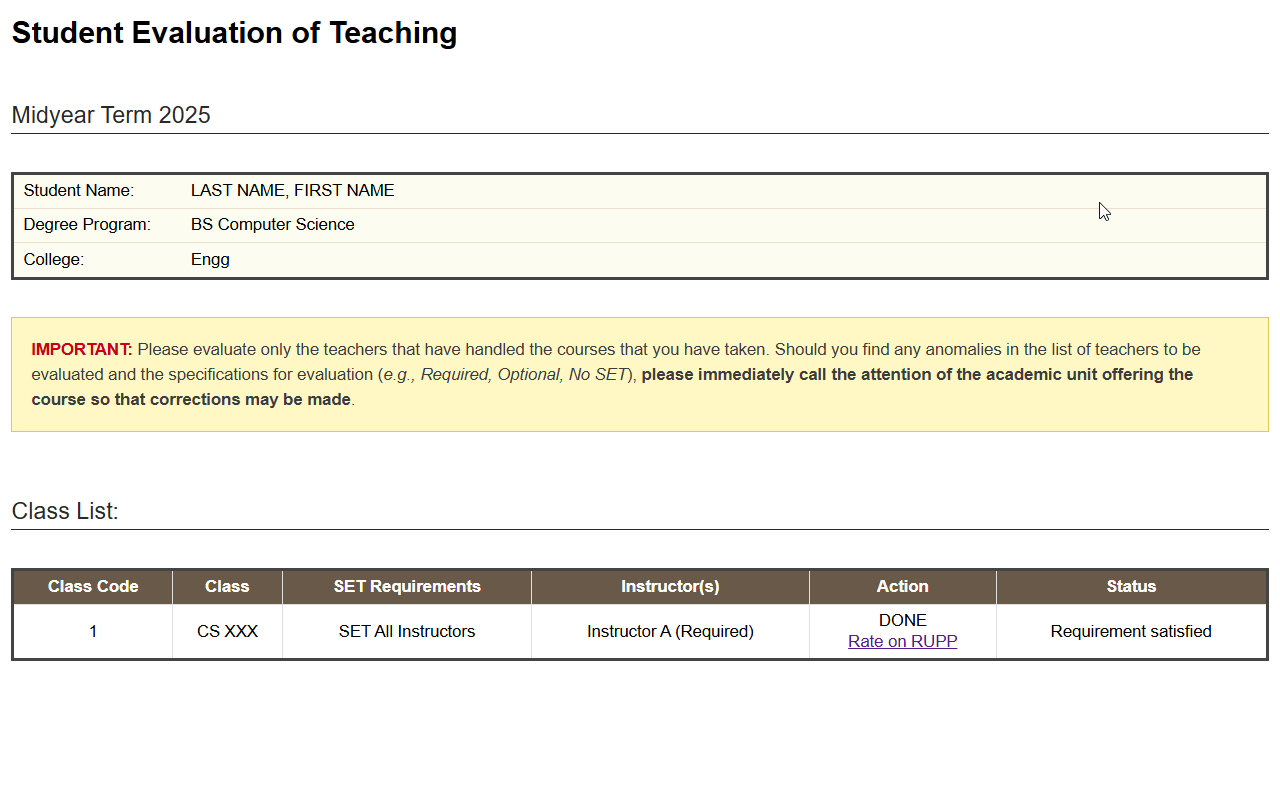 Student Evaluation of Teaching
Midyear Term 2025
Student Name: LAST NAME, FIRST NAME
Degree Program: BS Computer Science
College: Engg
IMPORTANT: Please evaluate only the teachers that have handled the courses that you have taken. Should you find any anomalies in the list of teachers to be
evaluated and the specifications for evaluation (e.g., Required, Optional, No SET), please immediately call the attention of the academic unit offering the
course so that corrections may be made.
Class List:
Class Code Class SET Requirements Instructor(s) Action Status
1 CS XXX SET All Instructors Instructor A (Required) DONE Requirement satisfied
Rate on RUPP